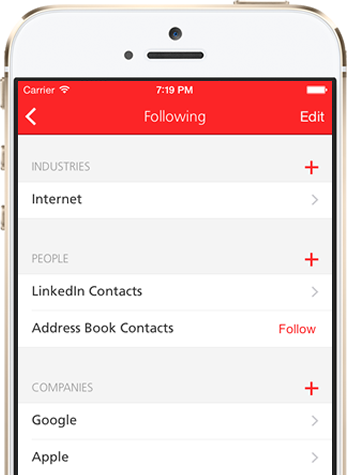 Carrier 7:19 PM
Following Edit
INDUSTRIES
Internet
PEOPLE
LinkedIn Contacts
Address Book Contacts Follow
COMPANIES
Google
Apple